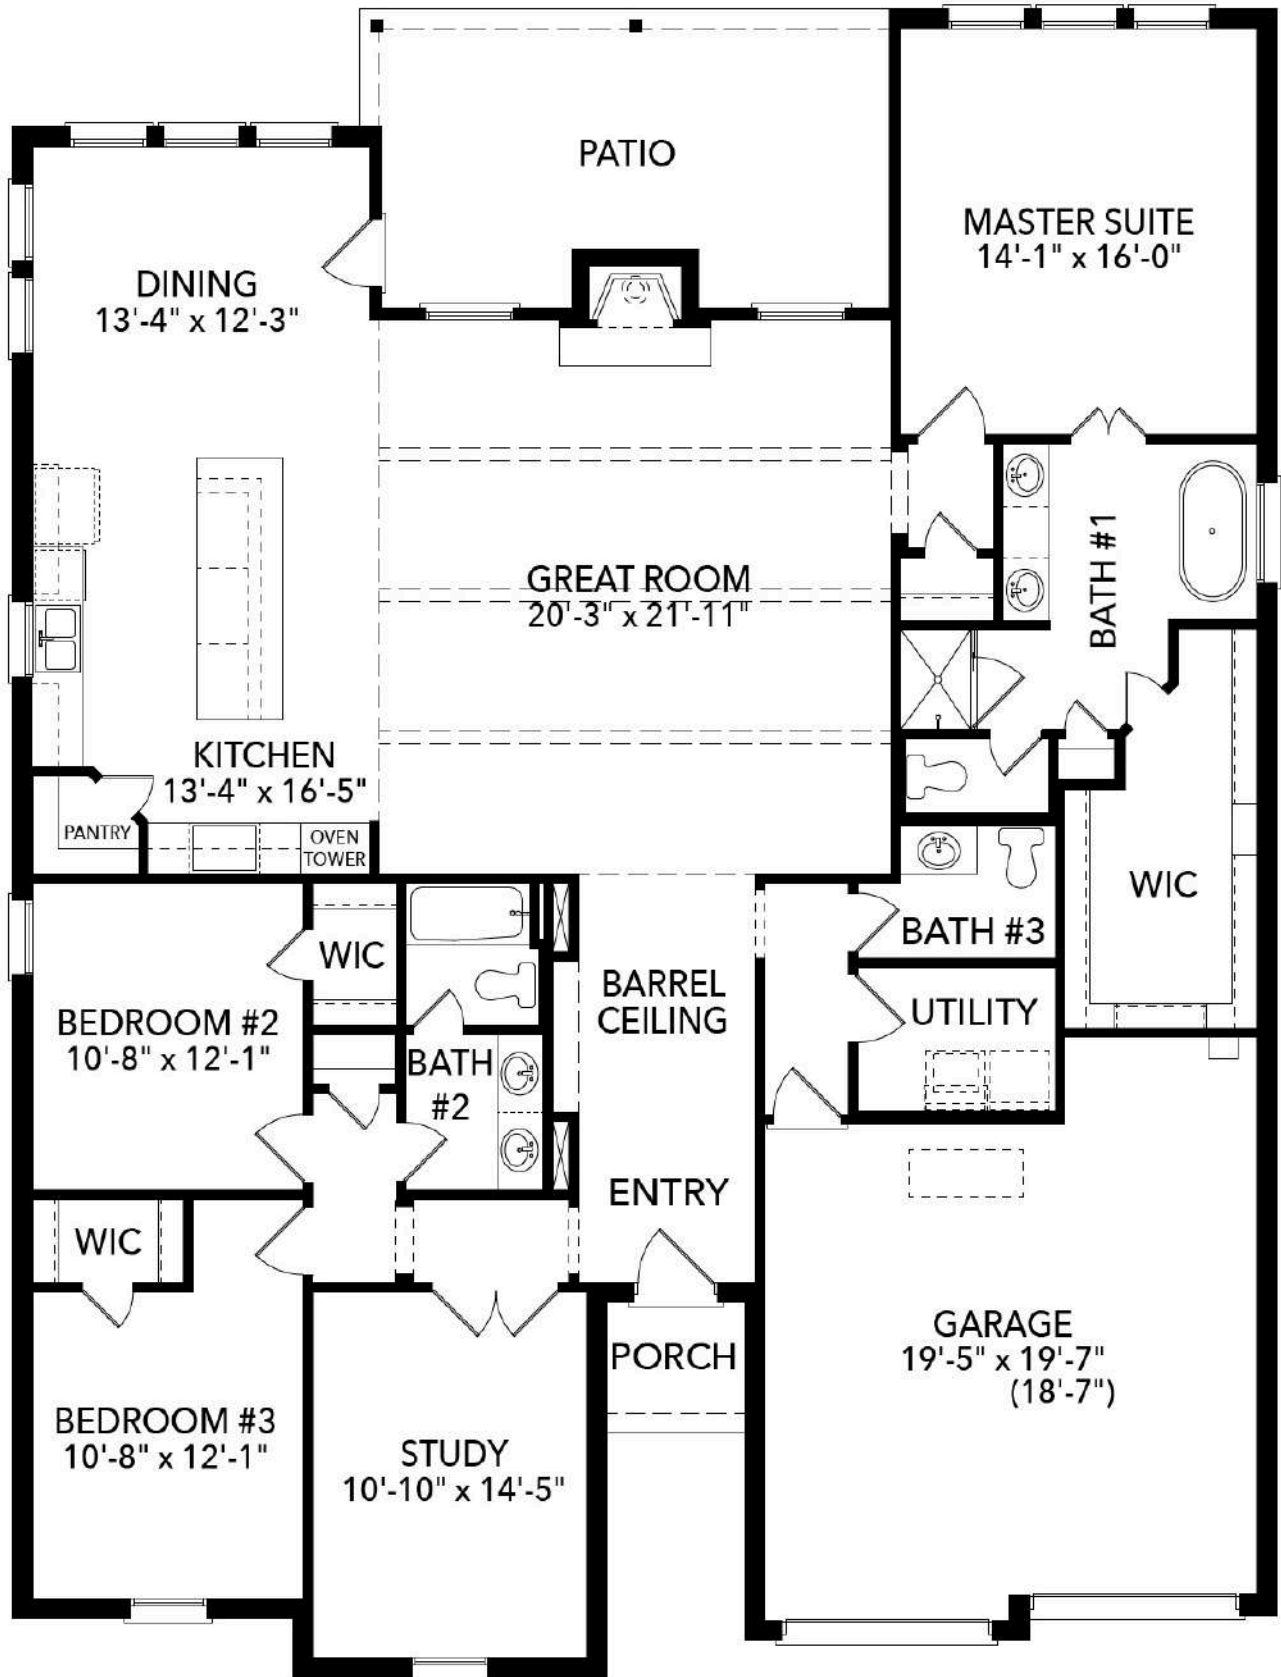 PATIO
MASTER SUITE
14'-1" x 16'-0"
DINING
13'-4" x 12'-3"
GREAT ROOM
20'-3" x 21'-11"
BATH #1
KITCHEN
13'-4" x 16'-5"
PANTRY
OVEN
TOWER
WIC
BATH #3
WIC
BARREL
CEILING
UTILITY
BEDROOM #2
10'-8" x 12'-1"
BATH
#2
ENTRY
WIC
GARAGE
19'-5" x 19'-7"
(18'-7")
PORCH
BEDROOM #3
10'-8" x 12'-1"
STUDY
10'-10" x 14'-5"